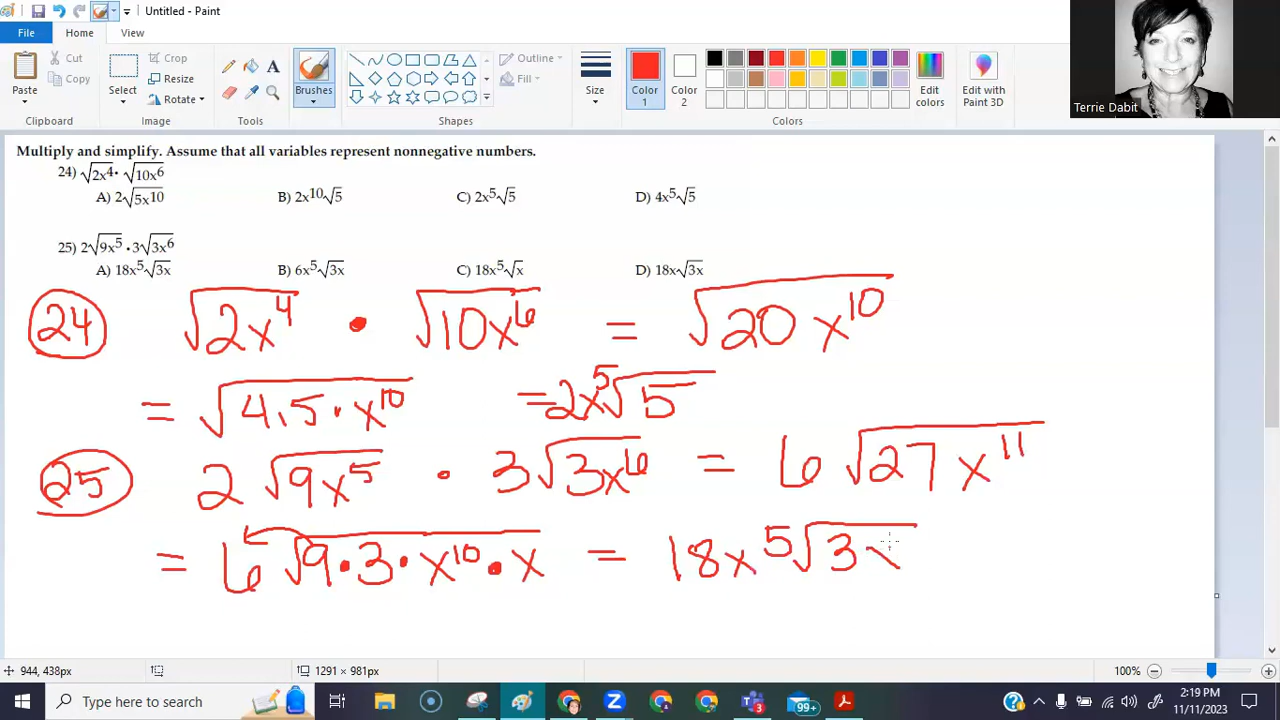 Untitled - Paint
File Home View
Paste Cut Copy Clipboard
Select Crop Resize Rotate Image
Tools
Brushes
Shapes Outline Fill
Size
Color 1 Color 2 Colors
Edit colors
Edit with Paint 3D
Terrie Dabit
Multiply and simplify. Assume that all variables represent nonnegative numbers.
24) √2x⁴ · √10x⁶
A) 2√5x¹⁰ B) 2x¹⁰√5 C) 2x⁵√5 D) 4x⁵√5
25) 2√9x⁵ · 3√3x⁶
A) 18x⁵√3x B) 6x⁵√3x C) 18x⁵√x D) 18x√3x
24 √2x⁴ · √10x⁶ = √20x¹⁰
= √4·5·x¹⁰ = 2x⁵√5
25 2√9x⁵ · 3√3x⁶ = 6√27x¹¹
= 6√9·3·x¹⁰·x = 18x⁵√3x
944, 438px 1291 × 981px 100%
Type here to search 3 99+ 2:19 PM
11/11/2023